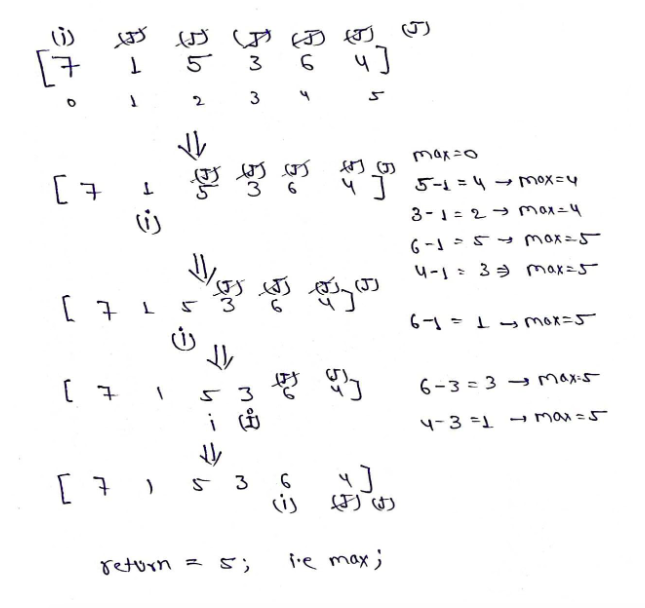 (i) (J) (J) (J) (J) (J) (J)
[7 1 5 3 6 4]
0 1 2 3 4 5
⇓
(J) (J) (J) (J) (J)
[7 1 5 3 6 4]
(i)
max=0
5-1=4 → max=4
3-1=2 → max=4
6-1=5 → max=5
4-1=3 ⇒ max=5
⇓
(J) (J) (J) (J)
[7 1 5 3 6 4]
(i)
6-5=1 → max=5
⇓
(J) (J)
[7 1 5 3 6 4]
i (i)
6-3=3 → max=5
4-3=1 → max=5
⇓
[7 1 5 3 6 4]
(i) (J) (J)
return = 5; i.e max;